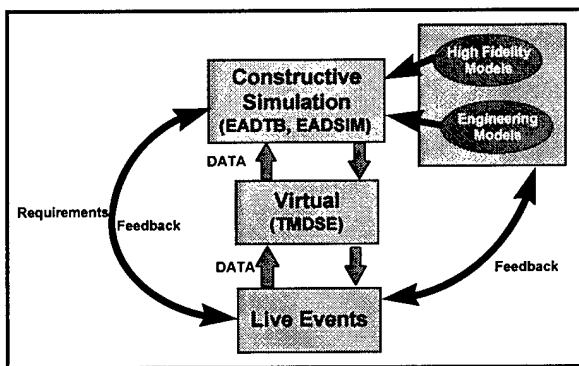 High Fidelity
Models
Constructive
Simulation
(EADTB, EADSIM)
Engineering
Models
DATA
Virtual
(TMDSE)
Requirements
Feedback
DATA
Feedback
Live Events